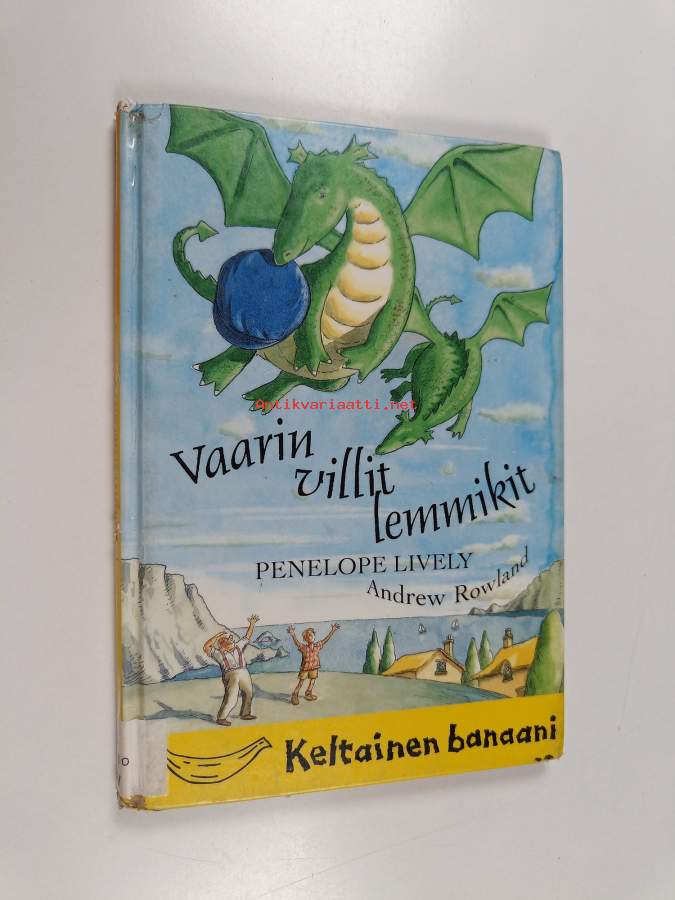 Antikvariaatti.net
Vaarin
villit
lemmikit
PENELOPE LIVELY
Andrew Rowland
Keltainen banaani